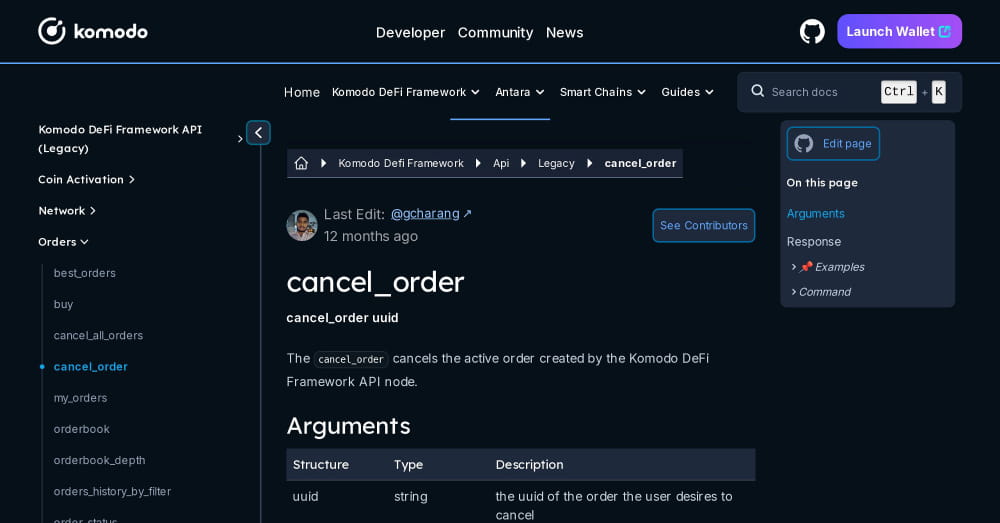 komodo
Developer Community News
Launch Wallet
Home Komodo DeFi Framework Antara Smart Chains Guides
Search docs Ctrl + K
Komodo DeFi Framework API
(Legacy)
Coin Activation
Network
Orders
best_orders
buy
cancel_all_orders
cancel_order
my_orders
orderbook
orderbook_depth
orders_history_by_filter
order_status
Komodo Defi Framework Api Legacy cancel_order
Last Edit: @gcharang ↗
12 months ago
See Contributors
cancel_order
cancel_order uuid
The cancel_order cancels the active order created by the Komodo DeFi
Framework API node.
Arguments
Structure Type Description
uuid string the uuid of the order the user desires to
cancel
Edit page
On this page
Arguments
Response
📌 Examples
Command